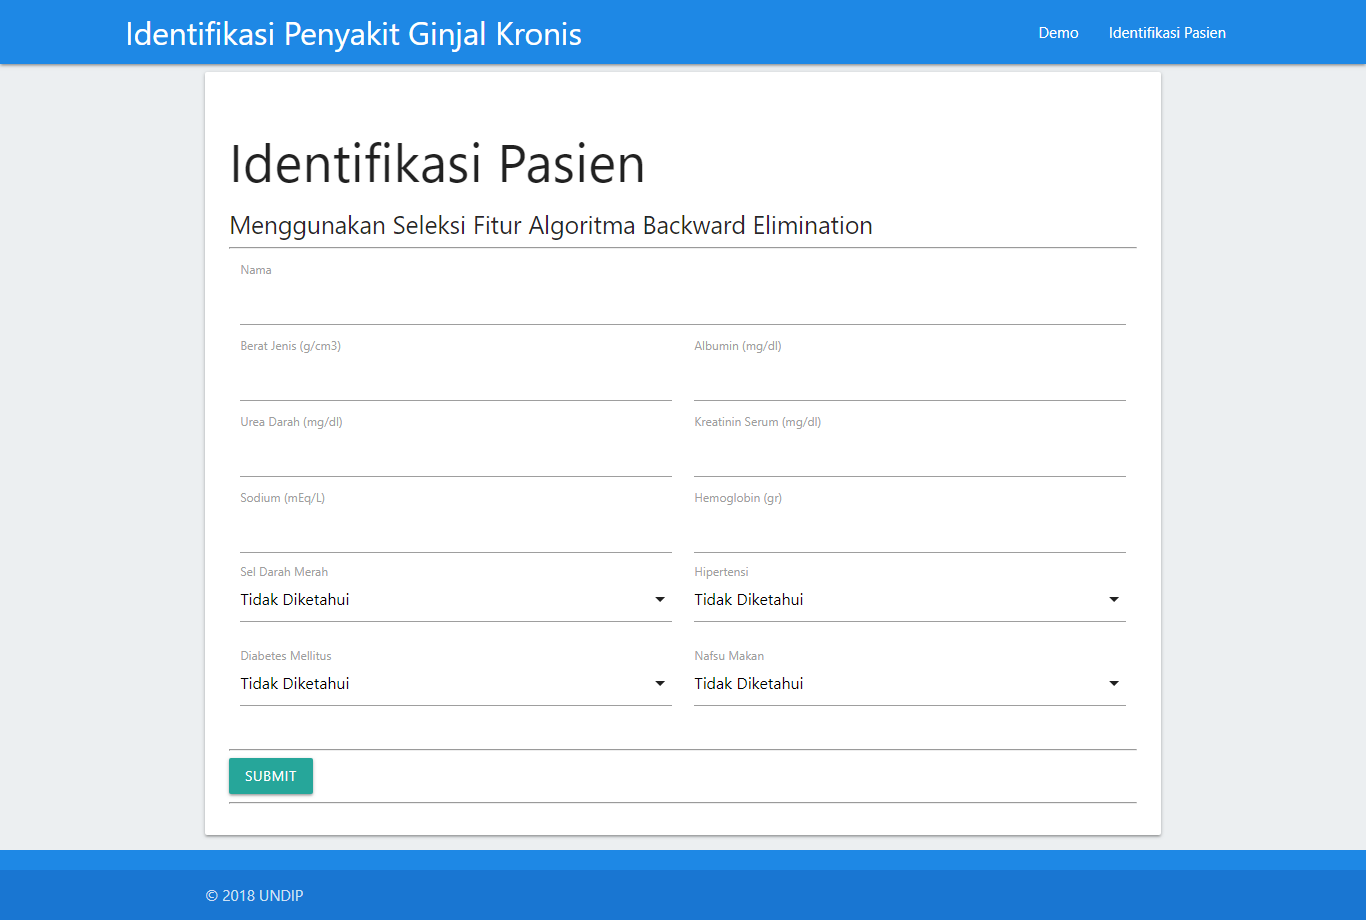 Identifikasi Penyakit Ginjal Kronis
Demo
Identifikasi Pasien
Identifikasi Pasien
Menggunakan Seleksi Fitur Algoritma Backward Elimination
Nama
Berat Jenis (g/cm3)
Albumin (mg/dl)
Urea Darah (mg/dl)
Kreatinin Serum (mg/dl)
Sodium (mEq/L)
Hemoglobin (gr)
Sel Darah Merah
Hipertensi
Tidak Diketahui
Tidak Diketahui
Diabetes Mellitus
Nafsu Makan
Tidak Diketahui
Tidak Diketahui
SUBMIT
© 2018 UNDIP